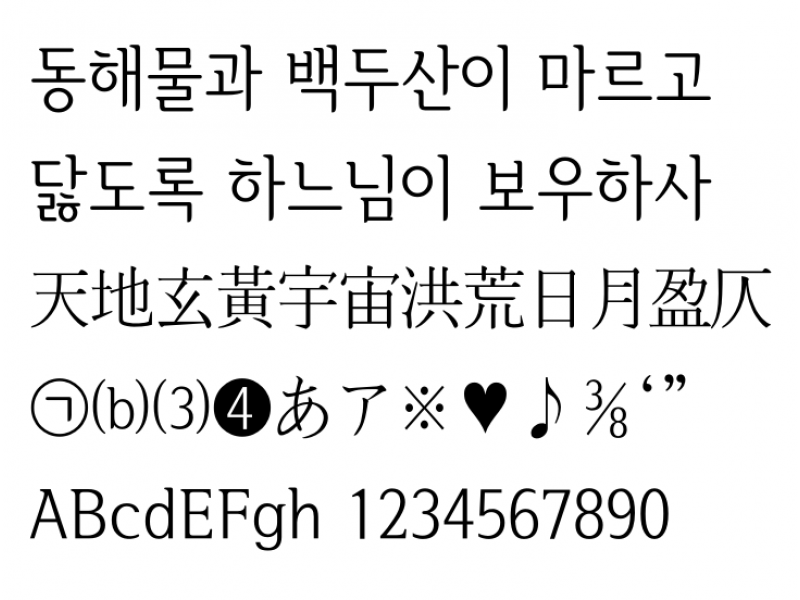 동해물과 백두산이 마르고
닳도록 하느님이 보우하사
天地玄黃宇宙洪荒日月盈仄
㉠⒝⑶❹あア※♥♪⅜‘”
ABcdEFgh 1234567890